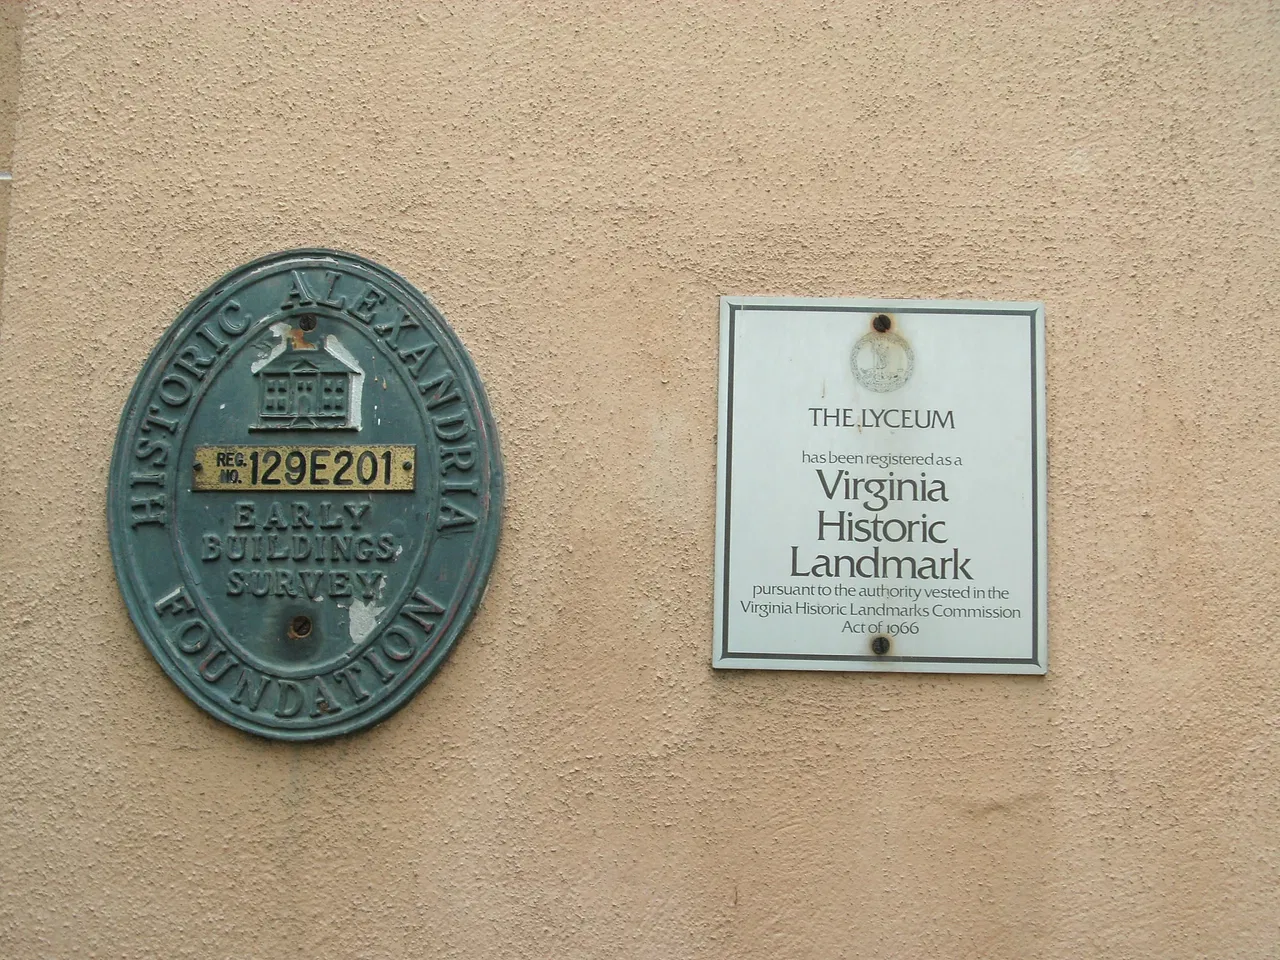 HISTORIC ALEXANDRIA
FOUNDATION
REG.
NO. 129E201
EARLY
BUILDINGS
SURVEY
THE LYCEUM
has been registered as a
Virginia
Historic
Landmark
pursuant to the authority vested in the
Virginia Historic Landmarks Commission
Act of 1966